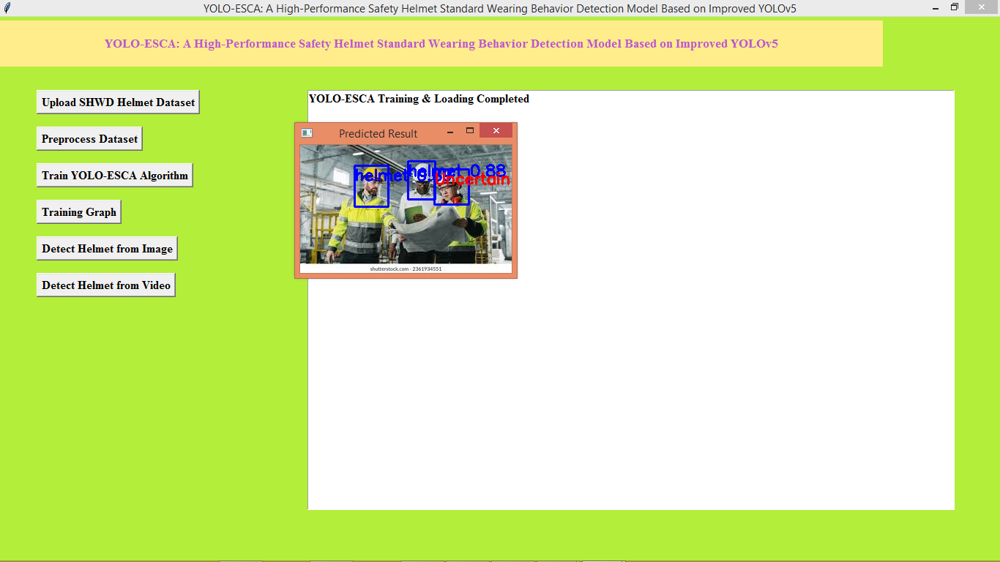 YOLO-ESCA: A High-Performance Safety Helmet Standard Wearing Behavior Detection Model Based on Improved YOLOv5
YOLO-ESCA: A High-Performance Safety Helmet Standard Wearing Behavior Detection Model Based on Improved YOLOv5
Upload SHWD Helmet Dataset
Preprocess Dataset
Train YOLO-ESCA Algorithm
Training Graph
Detect Helmet from Image
Detect Helmet from Video
YOLO-ESCA Training & Loading Completed
Predicted Result
helmet
helmet 0.88
Uncertain
shutterstock.com · 2361934551